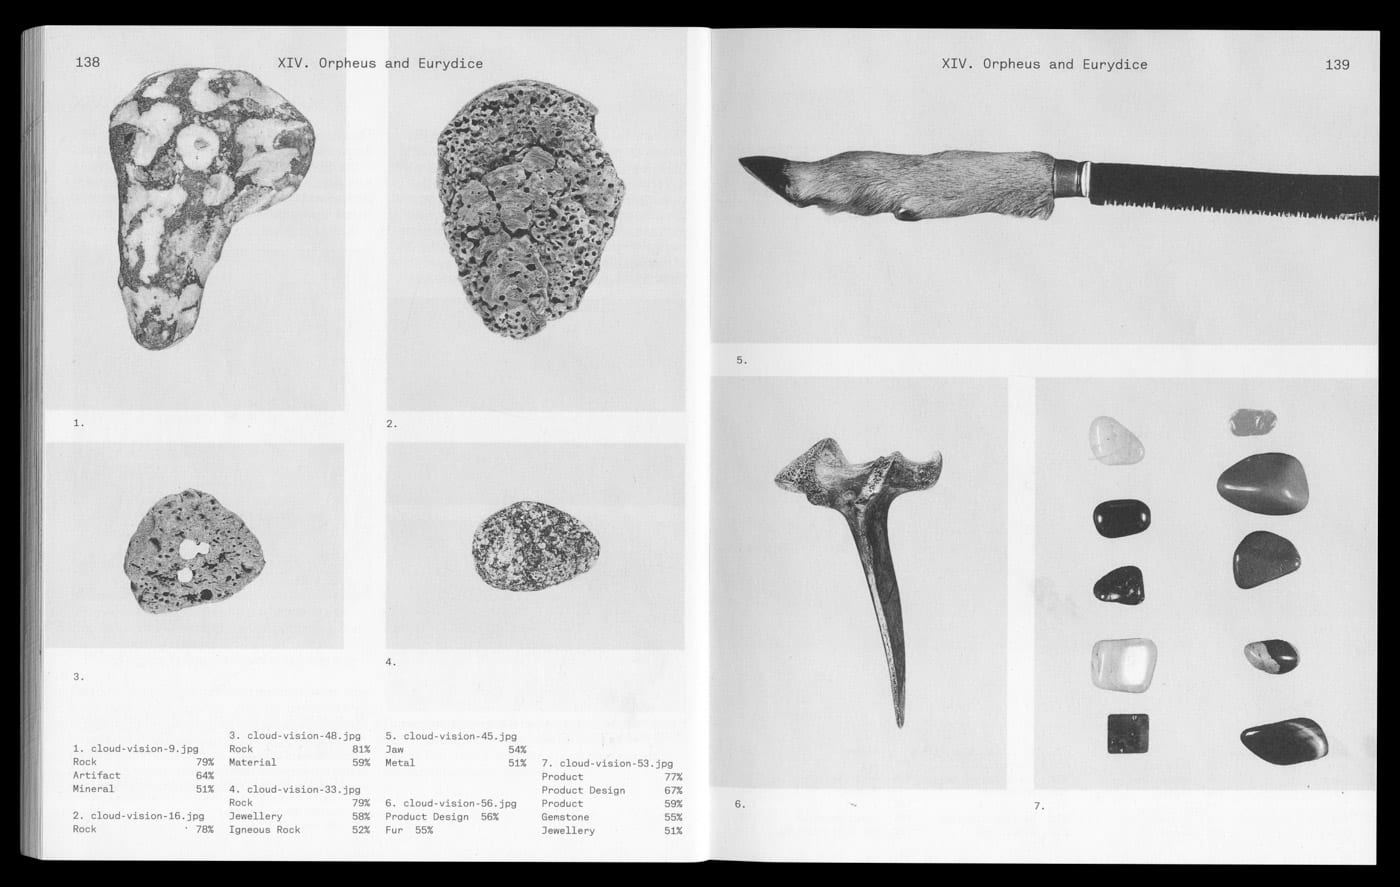 138
XIV. Orpheus and Eurydice
1.
2.
3.
4.
1. cloud-vision-9.jpg
Rock 79%
Artifact 64%
Mineral 51%
2. cloud-vision-16.jpg
Rock 78%
3. cloud-vision-48.jpg
Rock 81%
Material 59%
4. cloud-vision-33.jpg
Rock 79%
Jewellery 58%
Igneous Rock 52%
5. cloud-vision-45.jpg
Jaw 54%
Metal 51%
6. cloud-vision-56.jpg
Product Design 56%
Fur 55%
7. cloud-vision-53.jpg
Product 77%
Product Design 67%
Product 59%
Gemstone 55%
Jewellery 51%
XIV. Orpheus and Eurydice
139
5.
6.
7.